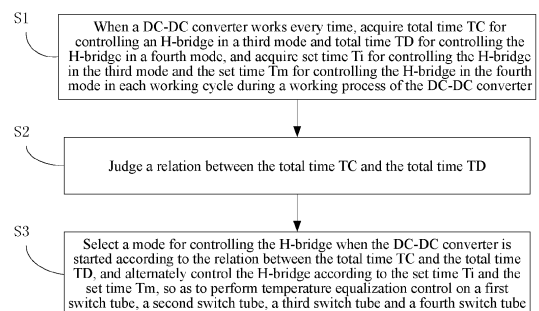 S1
When a DC-DC converter works every time, acquire total time TC for
controlling an H-bridge in a third mode and total time TD for controlling the
H-bridge in a fourth mode, and acquire set time Ti for controlling the H-bridge
in the third mode and the set time Tm for controlling the H-bridge in the fourth
mode in each working cycle during a working process of the DC-DC converter
S2
Judge a relation between the total time TC and the total time TD
S3
Select a mode for controlling the H-bridge when the DC-DC converter is
started according to the relation between the total time TC and the total time
TD, and alternately control the H-bridge according to the set time Ti and the
set time Tm, so as to perform temperature equalization control on a first
switch tube, a second switch tube, a third switch tube and a fourth switch tube